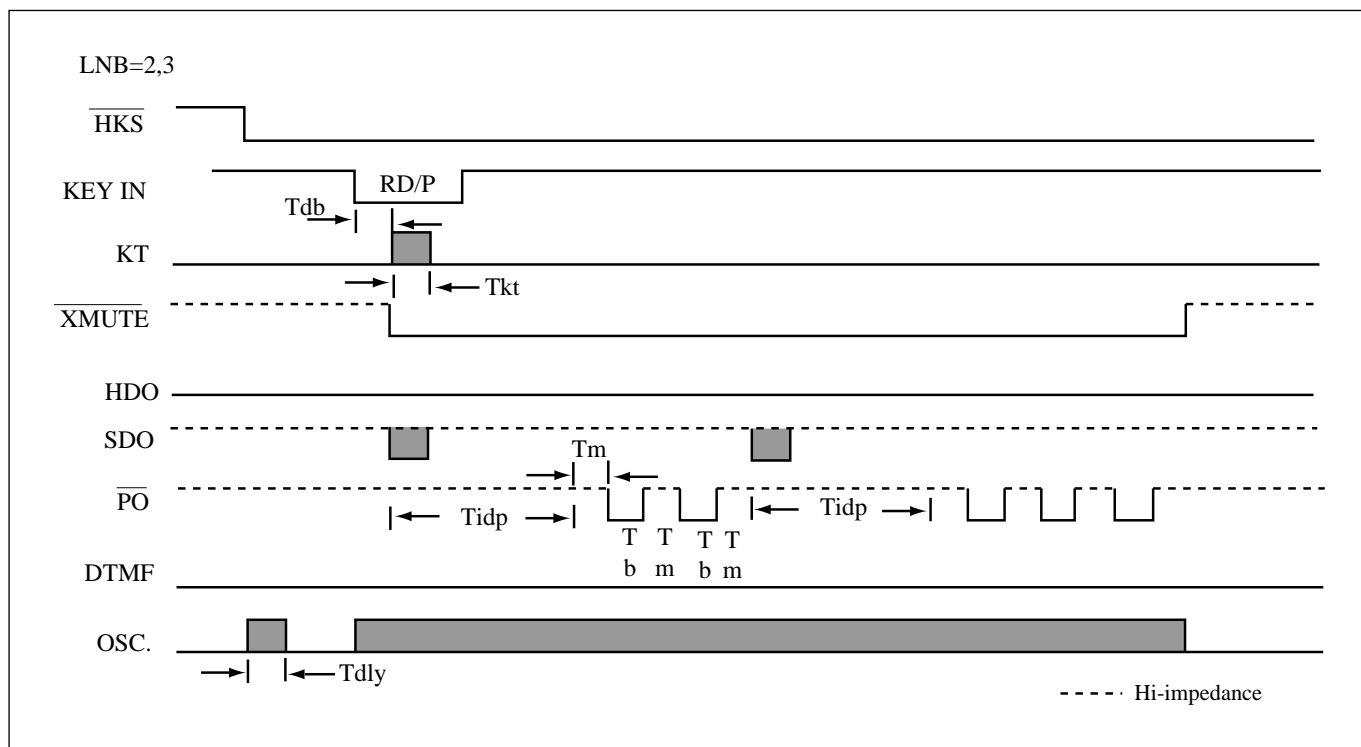 LNB=2,3
HKS
KEY IN
RD/P
Tdb
KT
Tkt
XMUTE
HDO
SDO
Tm
PO
Tidp
Tidp
T T T T
b m b m
DTMF
OSC.
Tdly
Hi-impedance